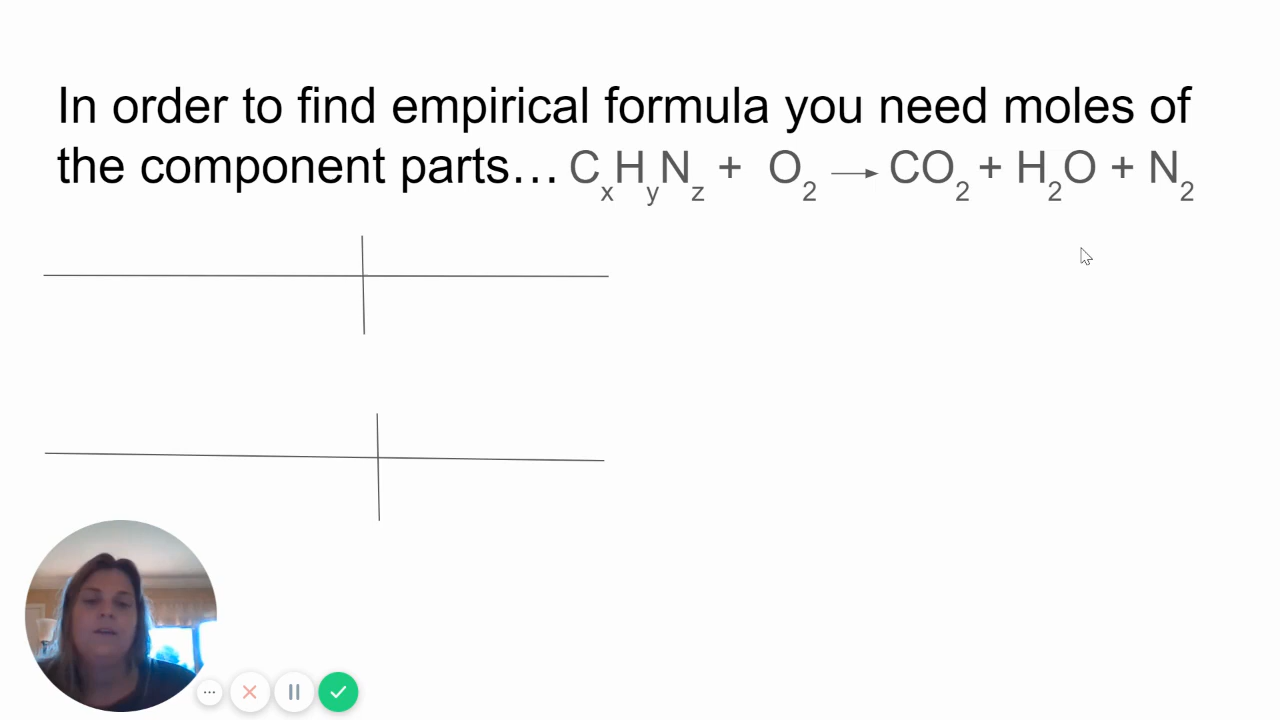 In order to find empirical formula you need moles of
the component parts… CxHyNz + O2 → CO2 + H2O + N2